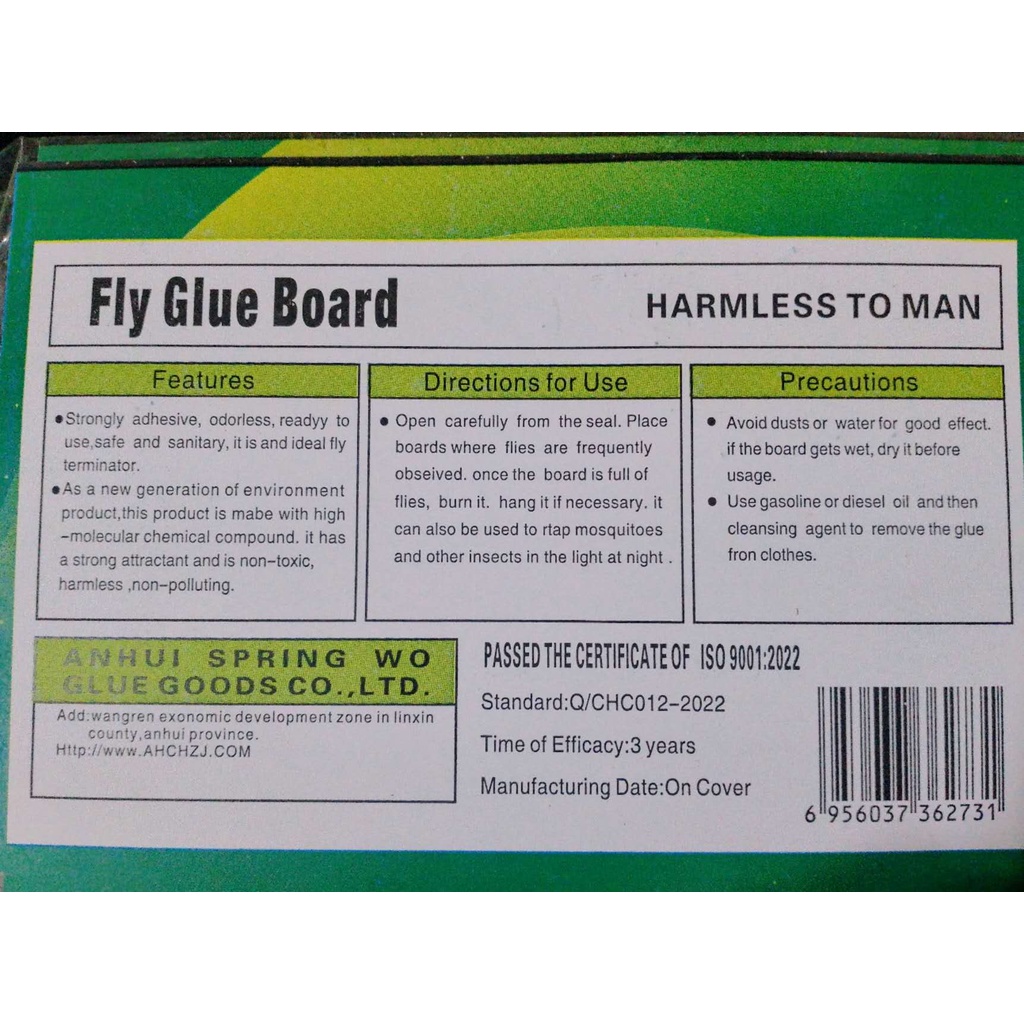 Fly Glue Board
HARMLESS TO MAN
Features
●Strongly adhesive, odorless, readyy to
use,safe and sanitary, it is and ideal fly
terminator.
●As a new generation of environment
product,this product is mabe with high
-molecular chemical compound. it has
a strong attractant and is non-toxic,
harmless ,non-polluting.
Directions for Use
● Open carefully from the seal. Place
boards where flies are frequently
obseived. once the board is full of
flies, burn it. hang it if necessary. it
can also be used to rtap mosquitoes
and other insects in the light at night .
Precautions
● Avoid dusts or water for good effect.
if the board gets wet, dry it before
usage.
● Use gasoline or diesel oil and then
cleansing agent to remove the glue
fron clothes.
ANHUI SPRING WO
GLUE GOODS CO.,LTD.
Add:wangren exonomic development zone in linxin
county,anhui province.
Http://www.AHCHZJ.COM
PASSED THE CERTIFICATE OF ISO 9001:2022
Standard:Q/CHC012-2022
Time of Efficacy:3 years
Manufacturing Date:On Cover
6 956037 362731